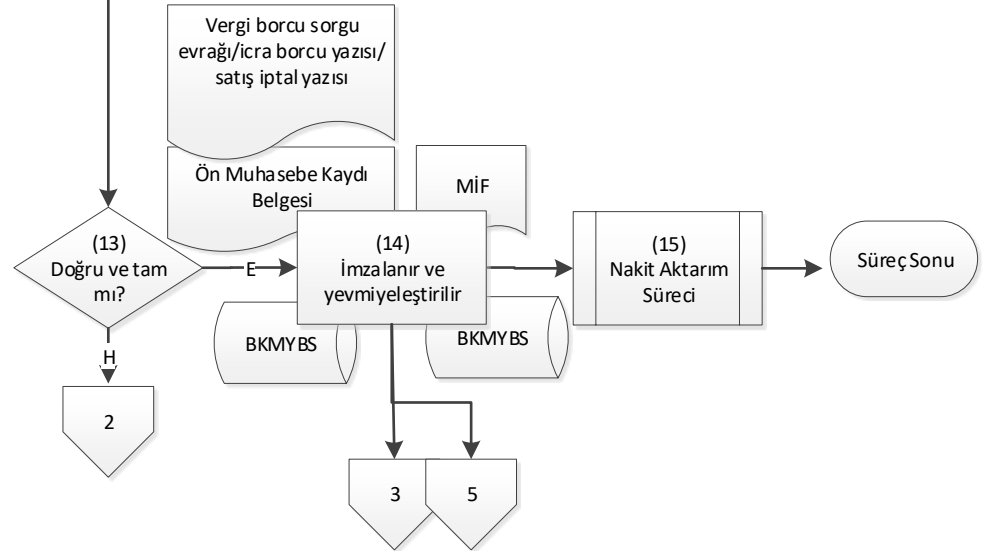 Vergi borcu sorgu
evrağı/icra borcu yazısı/
satış iptal yazısı
Ön Muhasebe Kaydı
Belgesi
MİF
(13)
Doğru ve tam
mı?
E
(14)
İmzalanır ve
yevmiyeleştirilir
(15)
Nakit Aktarım
Süreci
Süreç Sonu
BKMYBS
BKMYBS
H
2
3
5